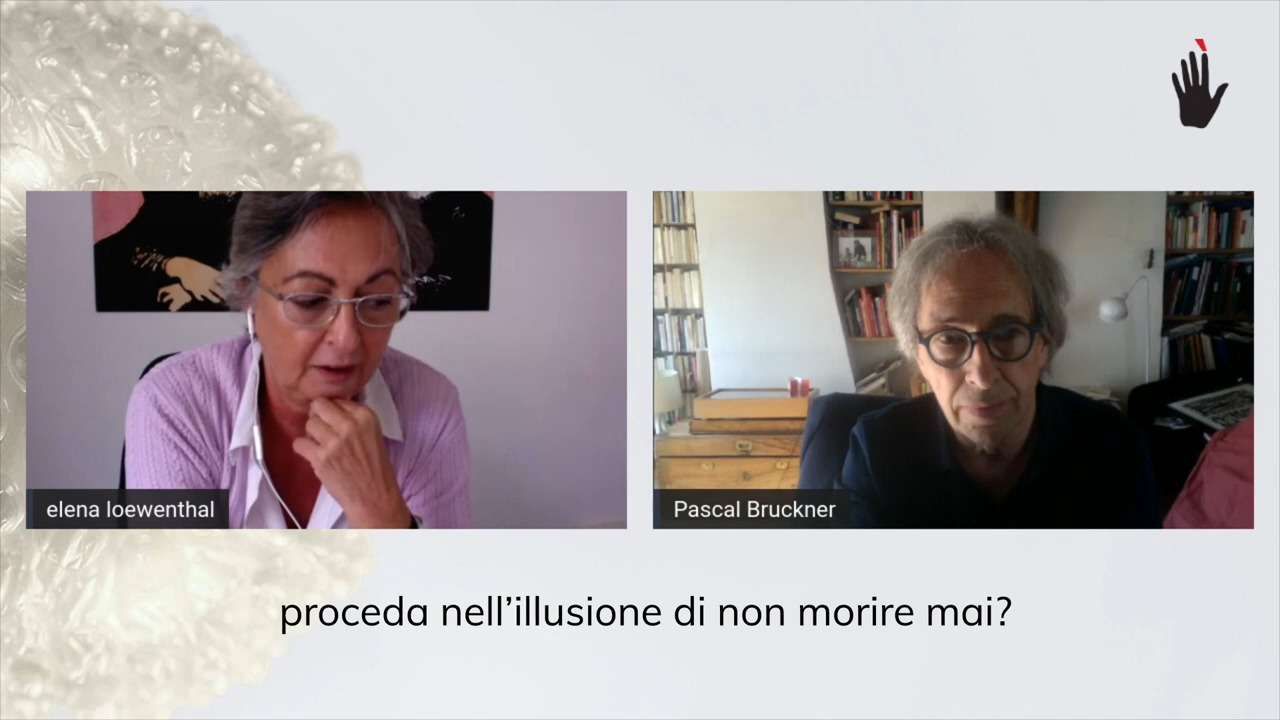 elena loewenthal
Pascal Bruckner
proceda nell’illusione di non morire mai?